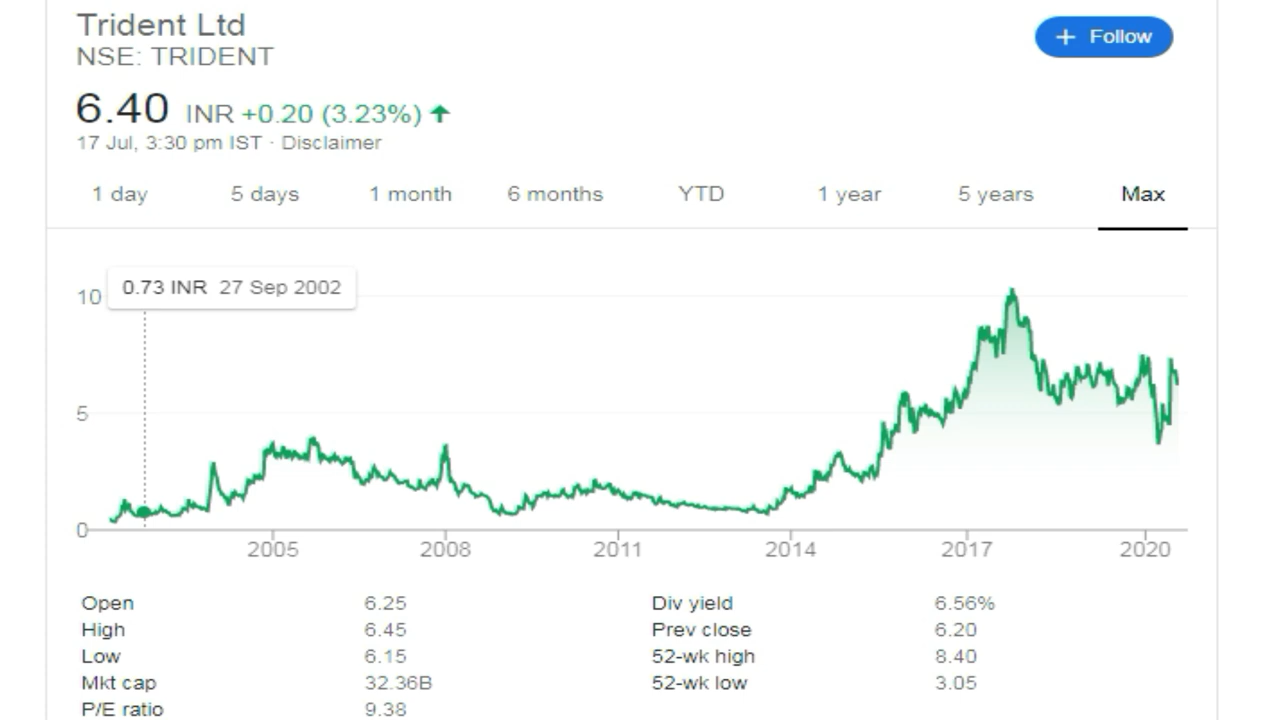 Trident Ltd
NSE: TRIDENT
+ Follow
6.40 INR +0.20 (3.23%) ↑
17 Jul, 3:30 pm IST · Disclaimer
1 day 5 days 1 month 6 months YTD 1 year 5 years Max
0.73 INR 27 Sep 2002
10
5
0
2005 2008 2011 2014 2017 2020
Open 6.25 Div yield 6.56%
High 6.45 Prev close 6.20
Low 6.15 52-wk high 8.40
Mkt cap 32.36B 52-wk low 3.05
P/E ratio 9.38